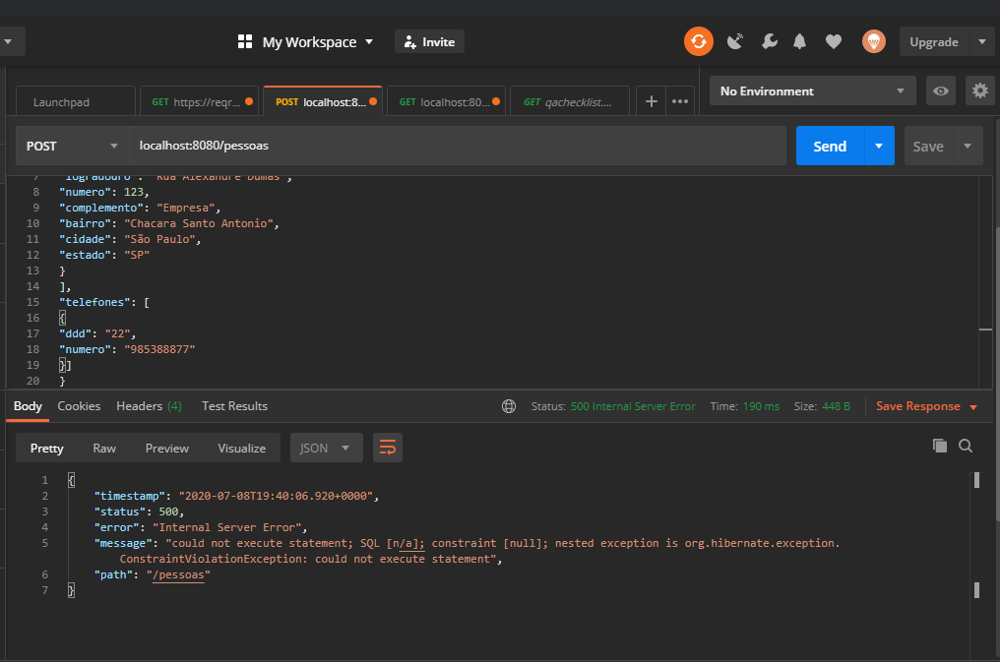 My Workspace
Invite
Upgrade
Launchpad
GET https://reqr...
POST localhost:8...
GET localhost:80...
GET qachecklist....
No Environment
POST
localhost:8080/pessoas
Send
Save
7 "logradouro": "Rua Alexandre Dumas",
8 "numero": 123,
9 "complemento": "Empresa",
10 "bairro": "Chacara Santo Antonio",
11 "cidade": "São Paulo",
12 "estado": "SP"
13 }
14 ],
15 "telefones": [
16 {
17 "ddd": "22",
18 "numero": "985388877"
19 }]
20 }
Body Cookies Headers (4) Test Results
Status: 500 Internal Server Error Time: 190 ms Size: 448 B Save Response
Pretty Raw Preview Visualize JSON
1 {
2 "timestamp": "2020-07-08T19:40:06.920+0000",
3 "status": 500,
4 "error": "Internal Server Error",
5 "message": "could not execute statement; SQL [n/a]; constraint [null]; nested exception is org.hibernate.exception.
ConstraintViolationException: could not execute statement",
6 "path": "/pessoas"
7 }